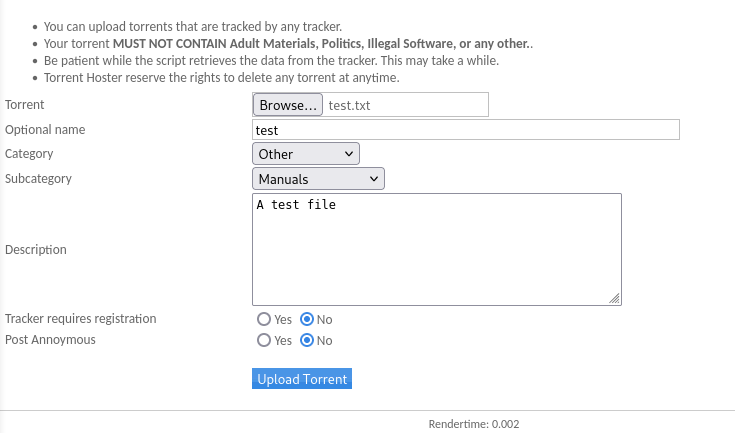 You can upload torrents that are tracked by any tracker.
Your torrent MUST NOT CONTAIN Adult Materials, Politics, Illegal Software, or any other..
Be patient while the script retrieves the data from the tracker. This may take a while.
Torrent Hoster reserve the rights to delete any torrent at anytime.
Torrent Browse... test.txt
Optional name test
Category Other
Subcategory Manuals
A test file
Description
Tracker requires registration Yes No
Post Annoymous Yes No
Upload Torrent
Rendertime: 0.002